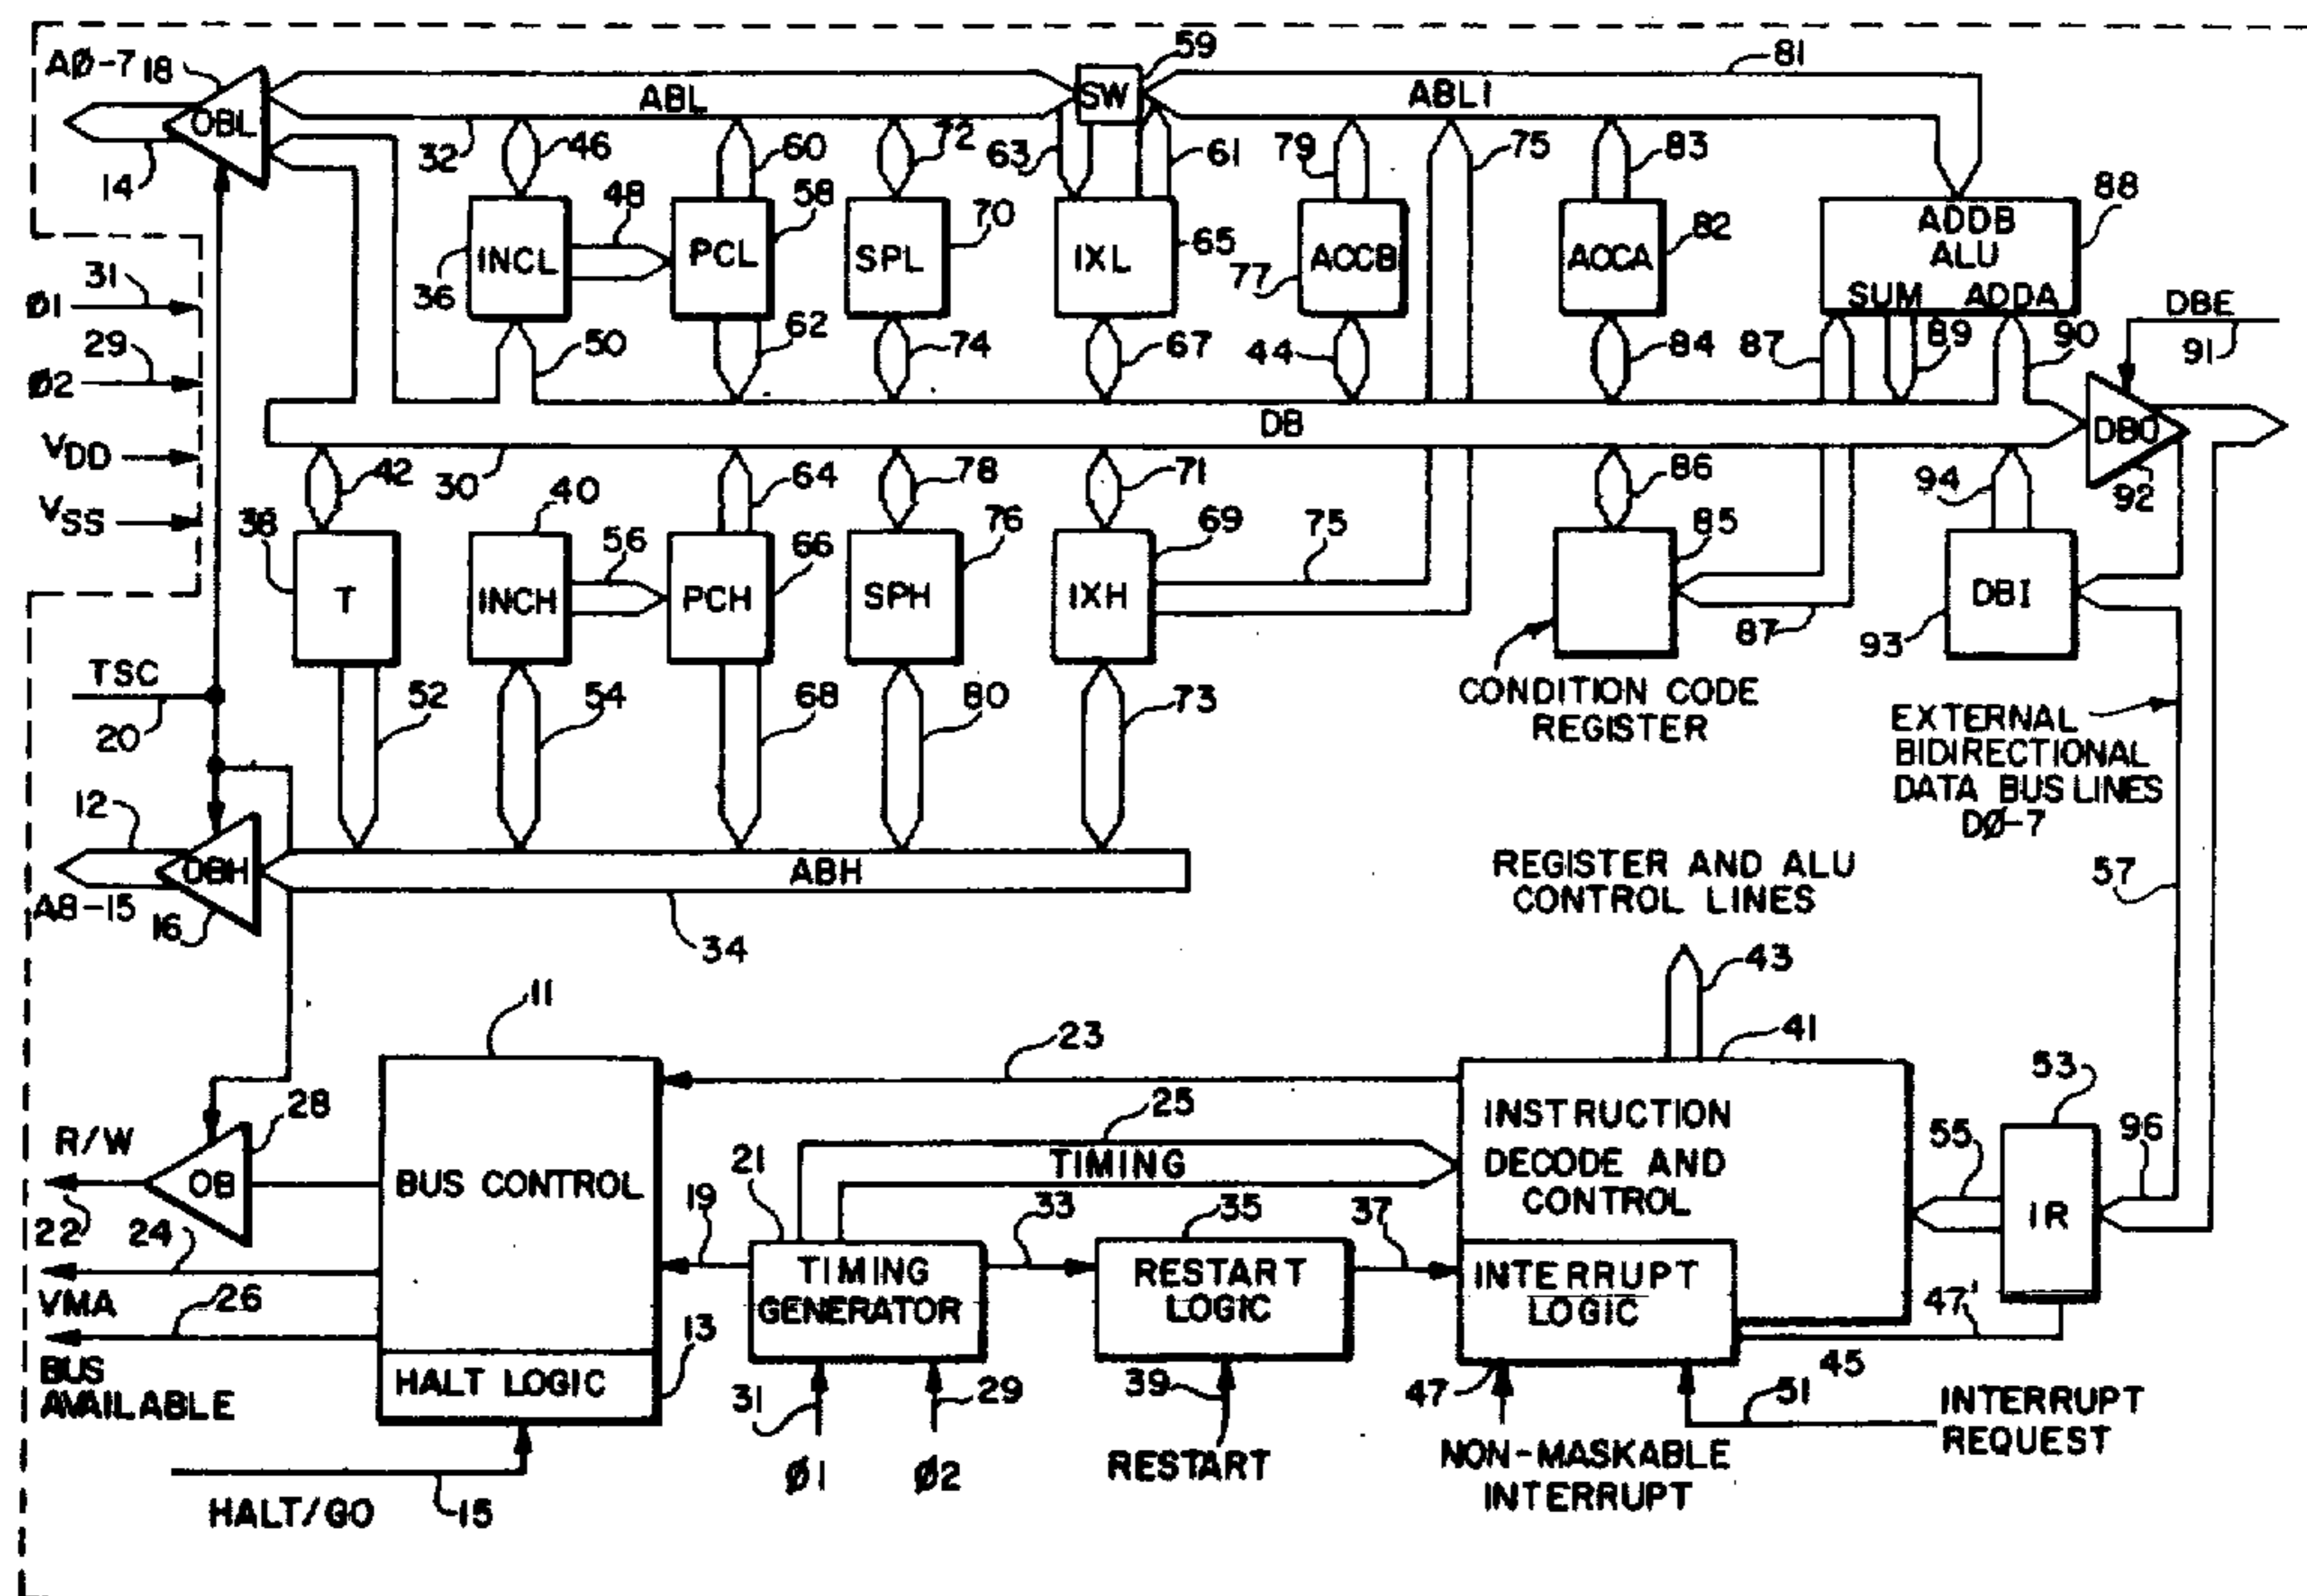 59
81
AØ-7 18
OBL
ABL
SW
ABLI
14
32
46
60
72
63
61
79
75
83
88
48
58
70
INCL
PCL
SPL
IXL
65
ACCB
77
ACCA
82
ADDB
ALU
SUM ADDA
36
31
Ø1
29
Ø2
50
62
74
67
44
84
87
89
90
DBE
91
DB
DBO
92
VDD
VSS
42
30
40
64
78
71
86
94
38
T
INCH
56
PCH
66
SPH
76
IXH
69
75
85
DBI
93
87
CONDITION CODE
REGISTER
TSC
20
52
54
68
80
73
EXTERNAL
BIDIRECTIONAL
DATA BUS LINES
DØ-7
12
OBH
A8-15
16
ABH
34
REGISTER AND ALU
CONTROL LINES
57
43
11
23
41
53
28
R/W
OB
22
24
BUS CONTROL
21
25
TIMING
INSTRUCTION
DECODE AND
CONTROL
55
96
IR
19
33
35
37
VMA
26
TIMING
GENERATOR
RESTART
LOGIC
INTERRUPT
LOGIC
47'
BUS
AVAILABLE
13
HALT LOGIC
31
29
39
47
51
45
INTERRUPT
REQUEST
Ø1
Ø2
RESTART
NON-MASKABLE
INTERRUPT
HALT/GO
15